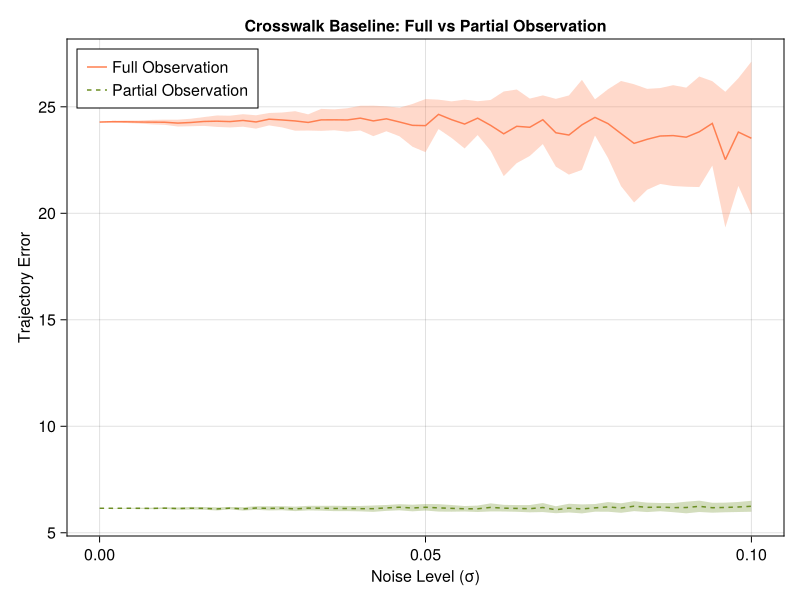 Crosswalk Baseline: Full vs Partial Observation
Full Observation
Partial Observation
25
20
15
10
5
Trajectory Error
0.00
0.05
0.10
Noise Level (σ)